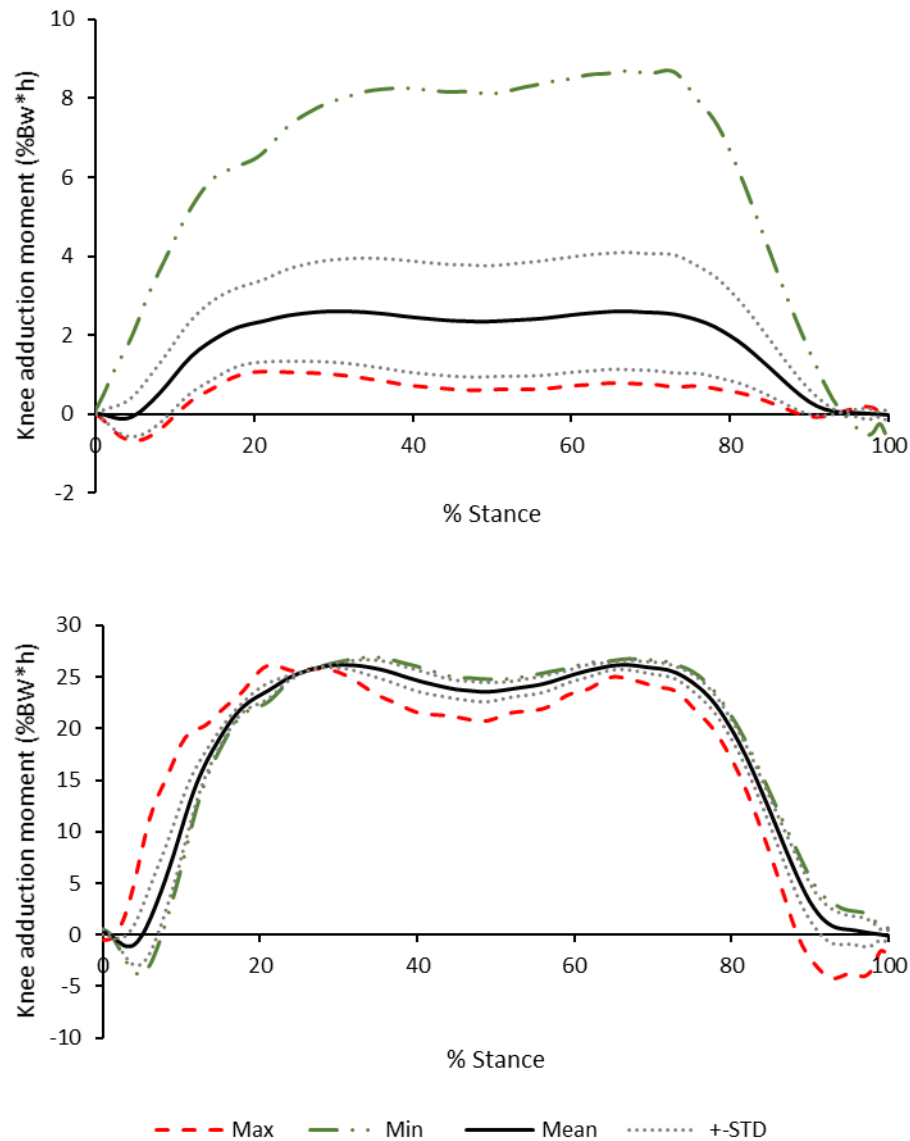 10
8
6
4
2
0
-2
Knee adduction moment (%Bw*h)
0 20 40 60 80 100
% Stance
30
25
20
15
10
5
0
-5
-10
Knee adduction moment (%BW*h)
0 20 40 60 80 100
% Stance
Max Min Mean +-STD